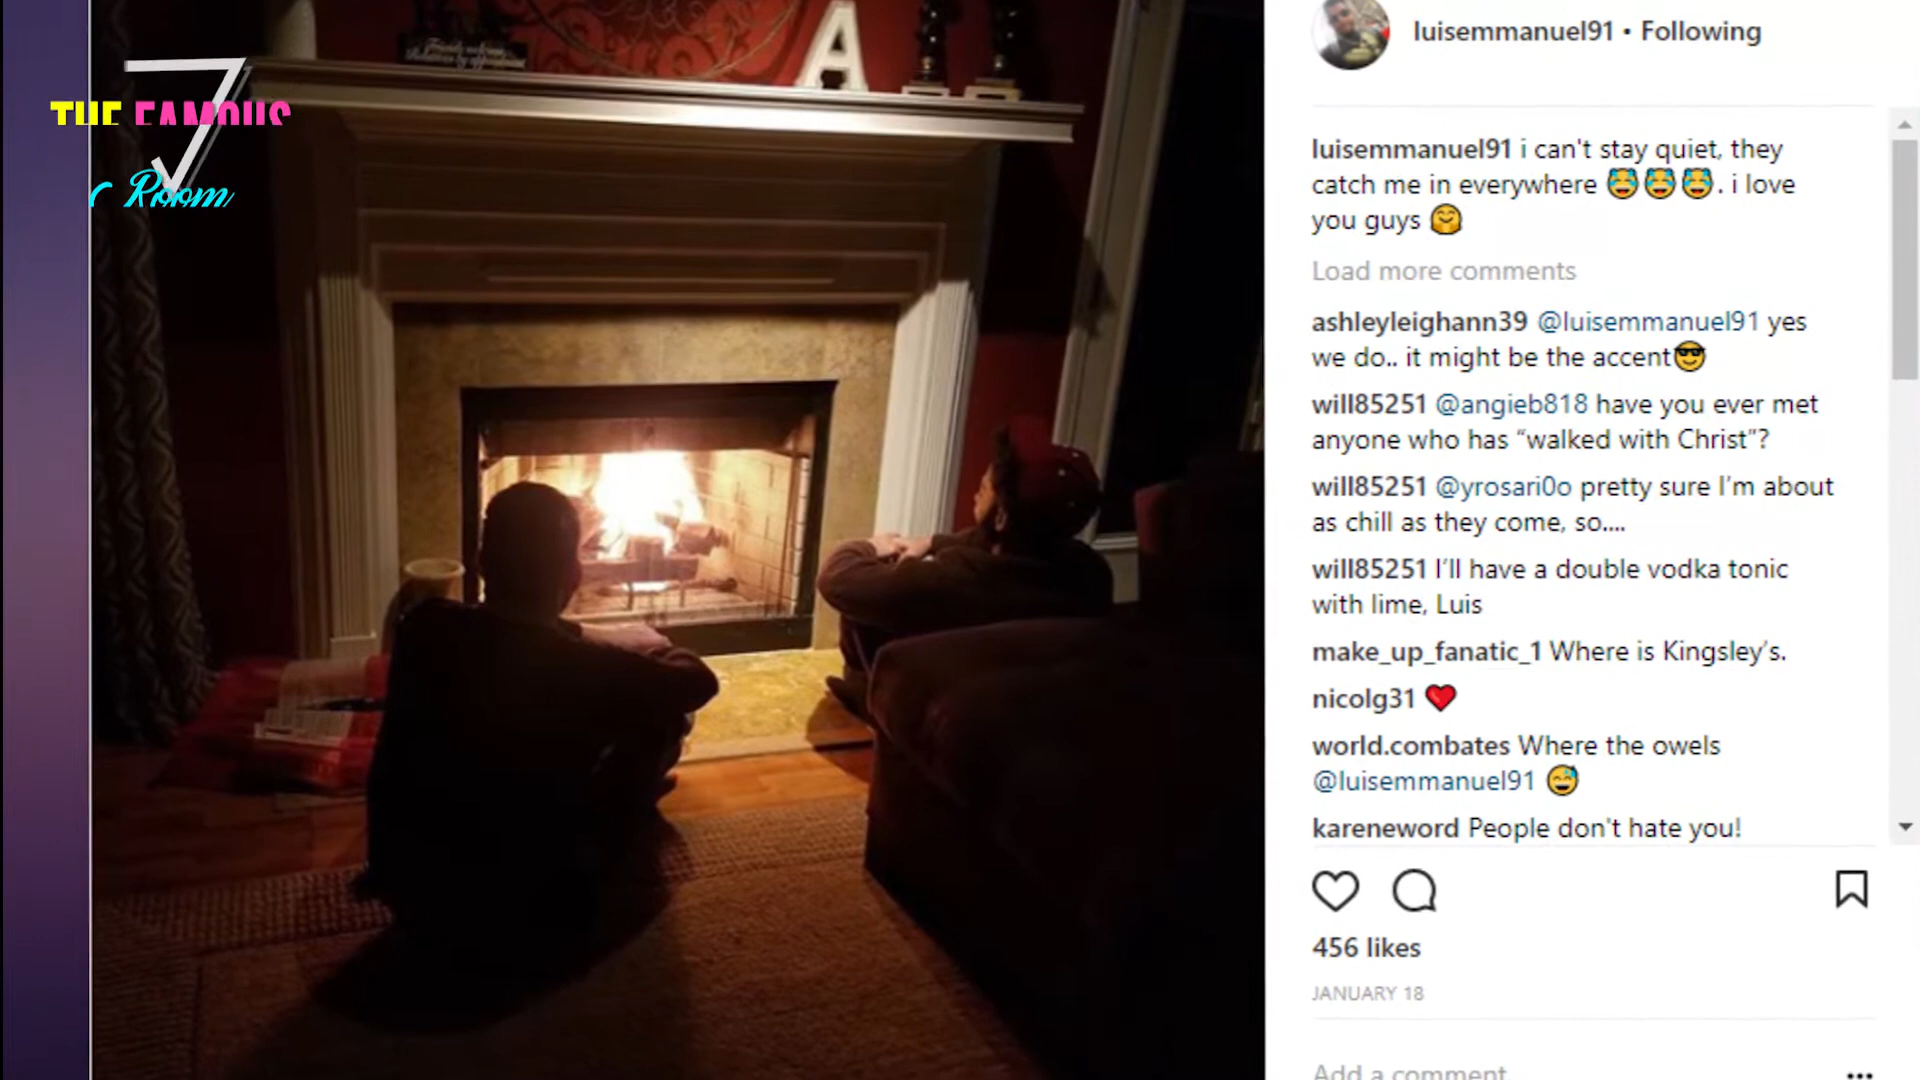 THE FAMOUS
Room
A
luisemmanuel91 • Following
luisemmanuel91 i can't stay quiet, they
catch me in everywhere 😂😂😂. i love
you guys 🤗
Load more comments
ashleyleighann39 @luisemmanuel91 yes
we do.. it might be the accent😎
will85251 @angieb818 have you ever met
anyone who has “walked with Christ”?
will85251 @yrosari0o pretty sure I'm about
as chill as they come, so....
will85251 I'll have a double vodka tonic
with lime, Luis
make_up_fanatic_1 Where is Kingsley's.
nicolg31 ❤️
world.combates Where the owels
@luisemmanuel91 😅
kareneword People don't hate you!
456 likes
JANUARY 18
Add a comment